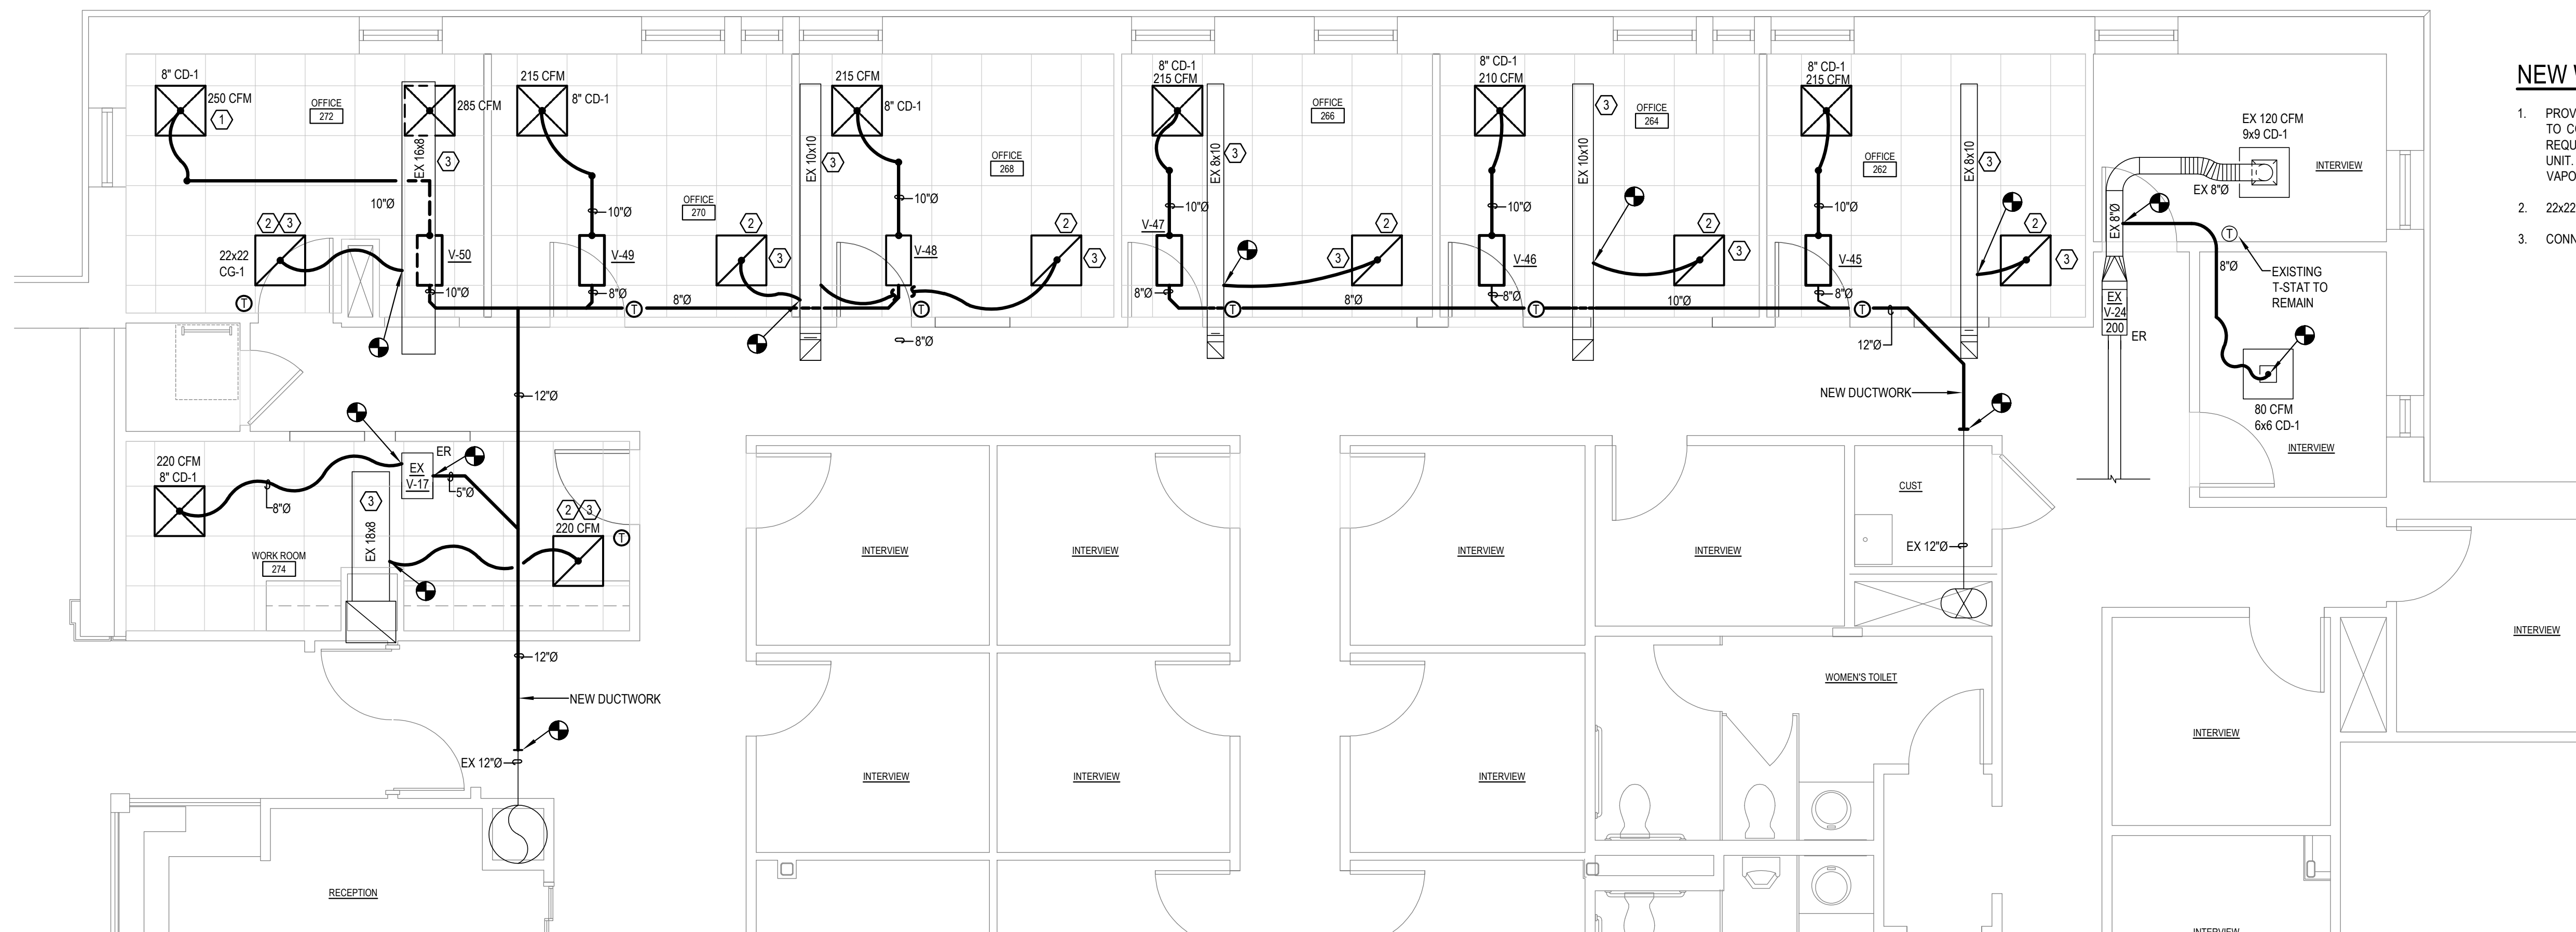 NEW
1. PROV
TO C
REQU
UNIT.
VAPO
2. 22x22
3. CONN
8" CD-1
250 CFM
1
OFFICE
272
EX 16x8
285 CFM
3
10"Ø
2
3
22x22
CG-1
V-50
10"Ø
T
215 CFM
8" CD-1
10"Ø
V-49
8"Ø
OFFICE
270
2
3
T
8"Ø
EX 10x10
3
215 CFM
8" CD-1
10"Ø
V-48
OFFICE
268
2
3
T
8"Ø
8" CD-1
215 CFM
10"Ø
V-47
8"Ø
EX 8x10
3
OFFICE
266
2
3
T
8"Ø
8" CD-1
210 CFM
10"Ø
V-46
8"Ø
T
EX 10x10
3
OFFICE
264
2
3
10"Ø
8" CD-1
215 CFM
10"Ø
V-45
8"Ø
T
OFFICE
262
EX 8x10
3
2
3
12"Ø
NEW DUCTWORK
EX 120 CFM
9x9 CD-1
INTERVIEW
EX 8"Ø
EX 8"Ø
T
8"Ø
EXISTING
T-STAT TO
REMAIN
EX
V-24
200
ER
80 CFM
6x6 CD-1
INTERVIEW
12"Ø
220 CFM
8" CD-1
8"Ø
EX
V-17
ER
5"Ø
3
EX 18x8
2
3
220 CFM
T
WORK ROOM
274
12"Ø
NEW DUCTWORK
EX 12"Ø
RECEPTION
INTERVIEW
INTERVIEW
INTERVIEW
INTERVIEW
CUST
EX 12"Ø
WOMEN'S TOILET
INTERVIEW
INTERVIEW
INTERVIEW
INTERVIEW
INTERVIEW
INTERVIEW